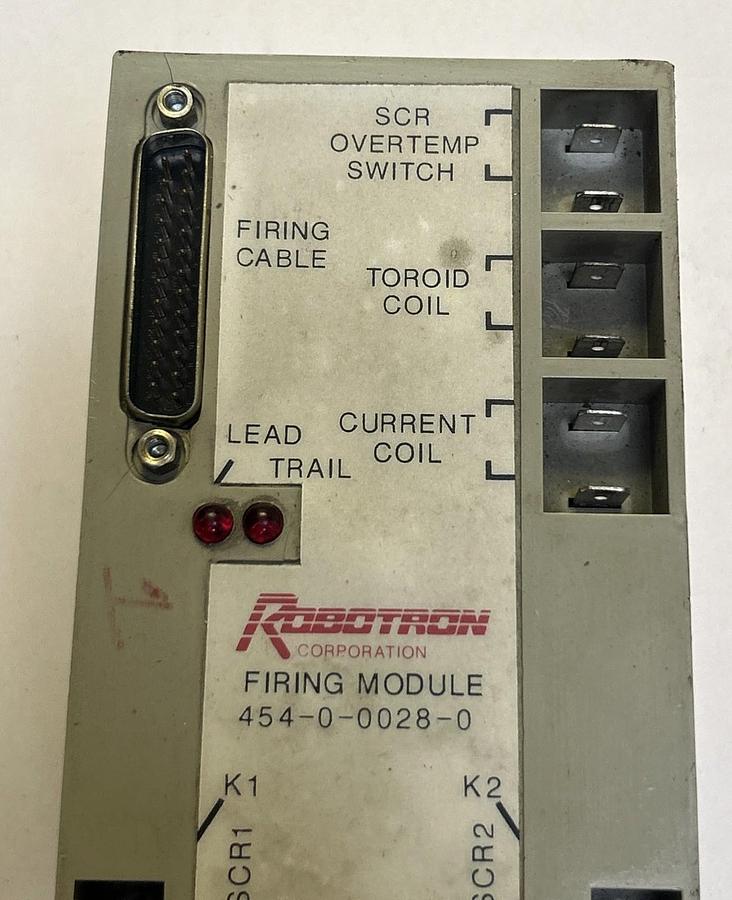 SCR
OVERTEMP
SWITCH
FIRING
CABLE
TOROID
COIL
CURRENT
COIL
LEAD
TRAIL
ROBOTRON
CORPORATION
FIRING MODULE
454-0-0028-0
K1
K2
SCR1
SCR2